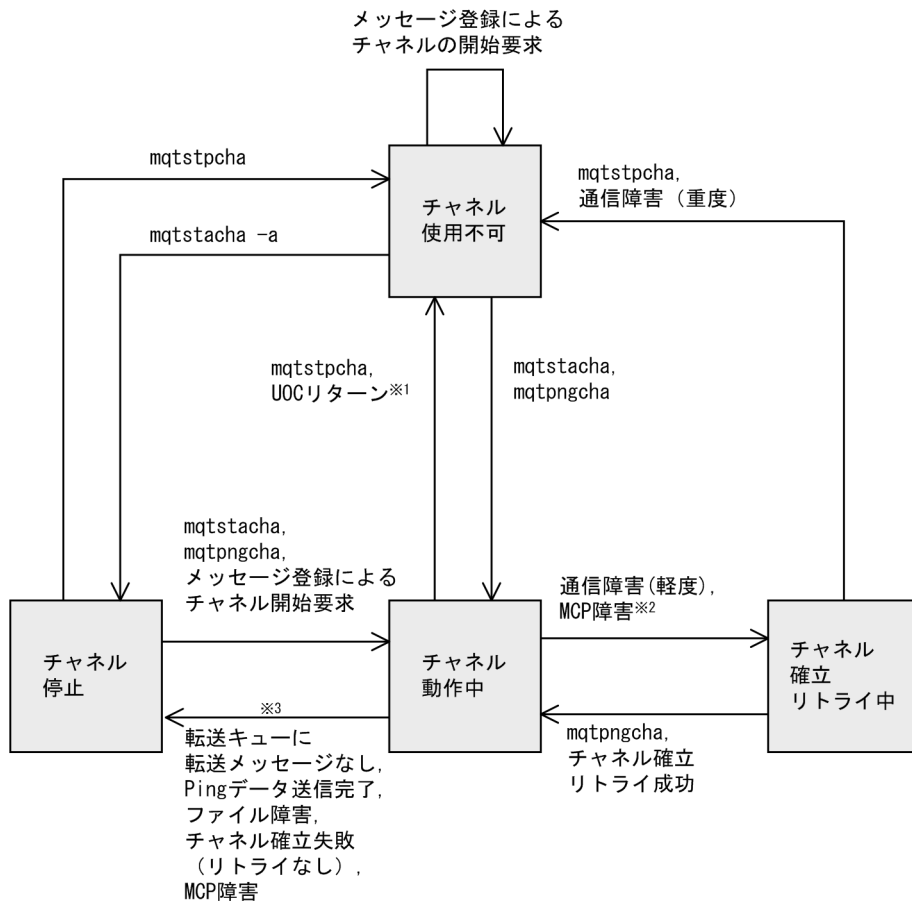 メッセージ登録による
チャネルの開始要求
mqtstpcha
mqtstacha -a
チャネル
使用不可
mqtstpcha,
通信障害（重度）
mqtstpcha,
UOCリターン※1
mqtstacha,
mqtpngcha
mqtstacha,
mqtpngcha,
メッセージ登録による
チャネル開始要求
通信障害(軽度),
MCP障害※2
チャネル
停止
チャネル
動作中
チャネル
確立
リトライ中
※3
転送キューに
転送メッセージなし,
Pingデータ送信完了,
ファイル障害,
チャネル確立失敗
（リトライなし）,
MCP障害
mqtpngcha,
チャネル確立
リトライ成功